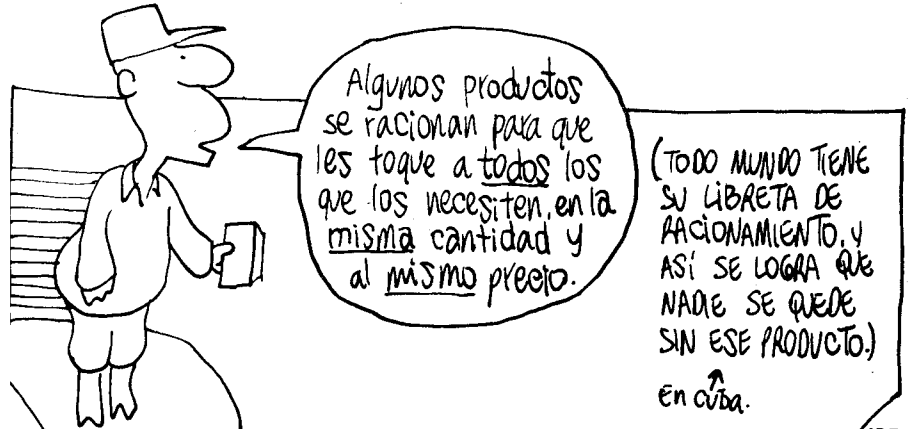 Algunos productos
se racionan para que
les toque a todos los
que los necesiten, en la
misma cantidad y
al mismo precio.
(TODO MUNDO TIENE
SU LIBRETA DE
RACIONAMIENTO, Y
ASÍ SE LOGRA QUE
NADIE SE QUEDE
SIN ESE PRODUCTO.)
En CUBA.